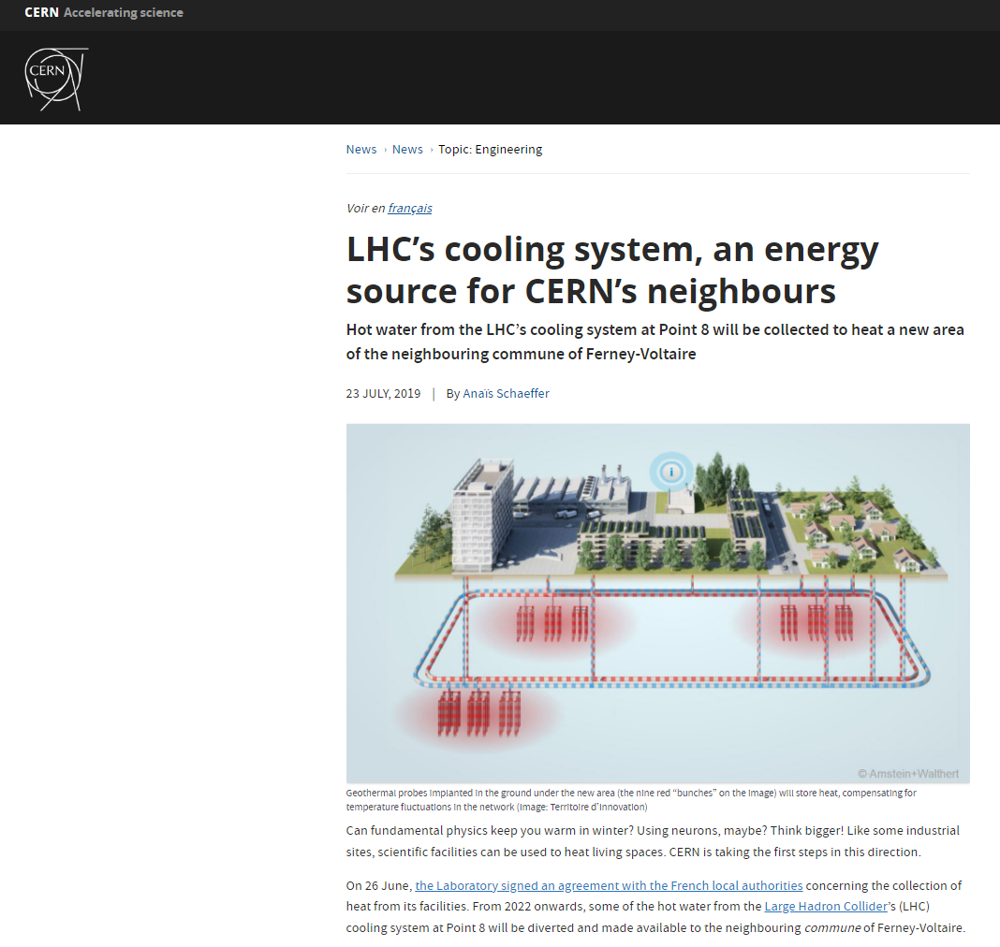 CERN Accelerating science
CERN
News › News › Topic: Engineering
Voir en français
LHC’s cooling system, an energy
source for CERN’s neighbours
Hot water from the LHC’s cooling system at Point 8 will be collected to heat a new area
of the neighbouring commune of Ferney-Voltaire
23 JULY, 2019 | By Anaïs Schaeffer
i
© Amstein+Walthert
Geothermal probes implanted in the ground under the new area (the nine red “bunches” on the image) will store heat, compensating for
temperature fluctuations in the network (Image: Territoire d’Innovation)
Can fundamental physics keep you warm in winter? Using neurons, maybe? Think bigger! Like some industrial
sites, scientific facilities can be used to heat living spaces. CERN is taking the first steps in this direction.
On 26 June, the Laboratory signed an agreement with the French local authorities concerning the collection of
heat from its facilities. From 2022 onwards, some of the hot water from the Large Hadron Collider’s (LHC)
cooling system at Point 8 will be diverted and made available to the neighbouring commune of Ferney-Voltaire.